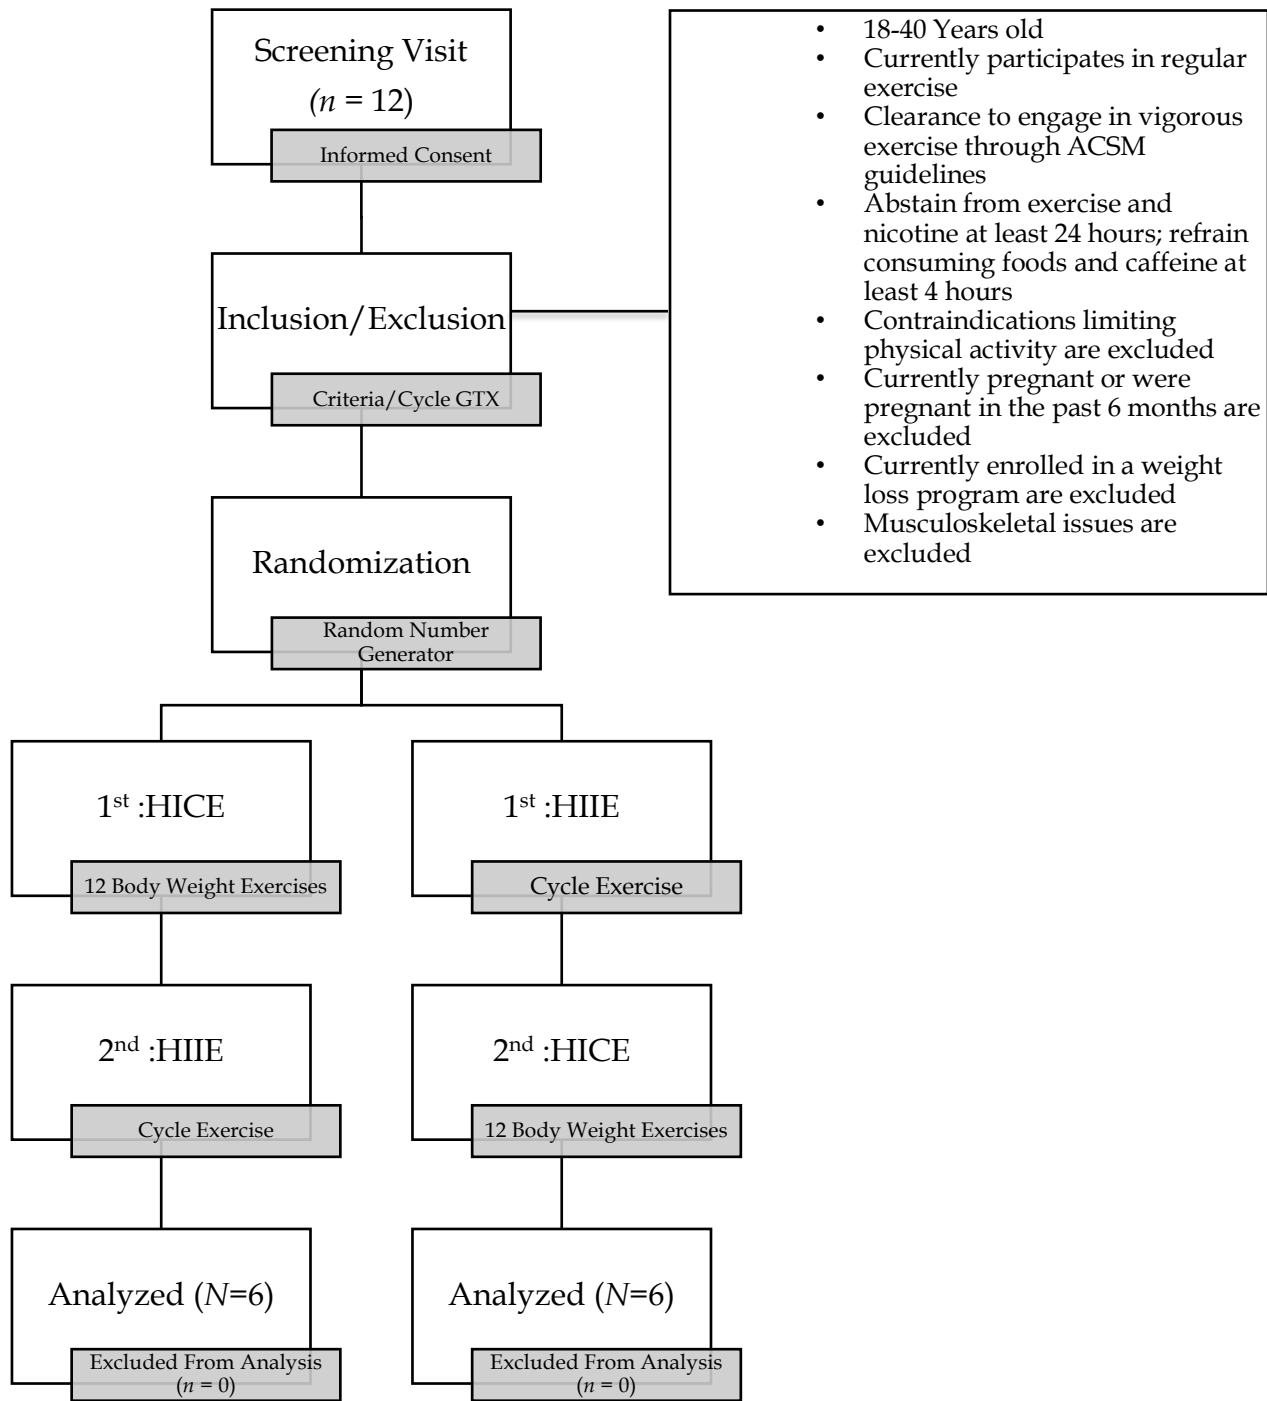 Screening Visit
(n = 12)
Informed Consent
Inclusion/Exclusion
Criteria/Cycle GTX
• 18-40 Years old
• Currently participates in regular
exercise
• Clearance to engage in vigorous
exercise through ACSM
guidelines
• Abstain from exercise and
nicotine at least 24 hours; refrain
consuming foods and caffeine at
least 4 hours
• Contraindications limiting
physical activity are excluded
• Currently pregnant or were
pregnant in the past 6 months are
excluded
• Currently enrolled in a weight
loss program are excluded
• Musculoskeletal issues are
excluded
Randomization
Random Number
Generator
1st :HICE
12 Body Weight Exercises
1st :HIIE
Cycle Exercise
2nd :HIIE
Cycle Exercise
2nd :HICE
12 Body Weight Exercises
Analyzed (N=6)
Excluded From Analysis
(n = 0)
Analyzed (N=6)
Excluded From Analysis
(n = 0)